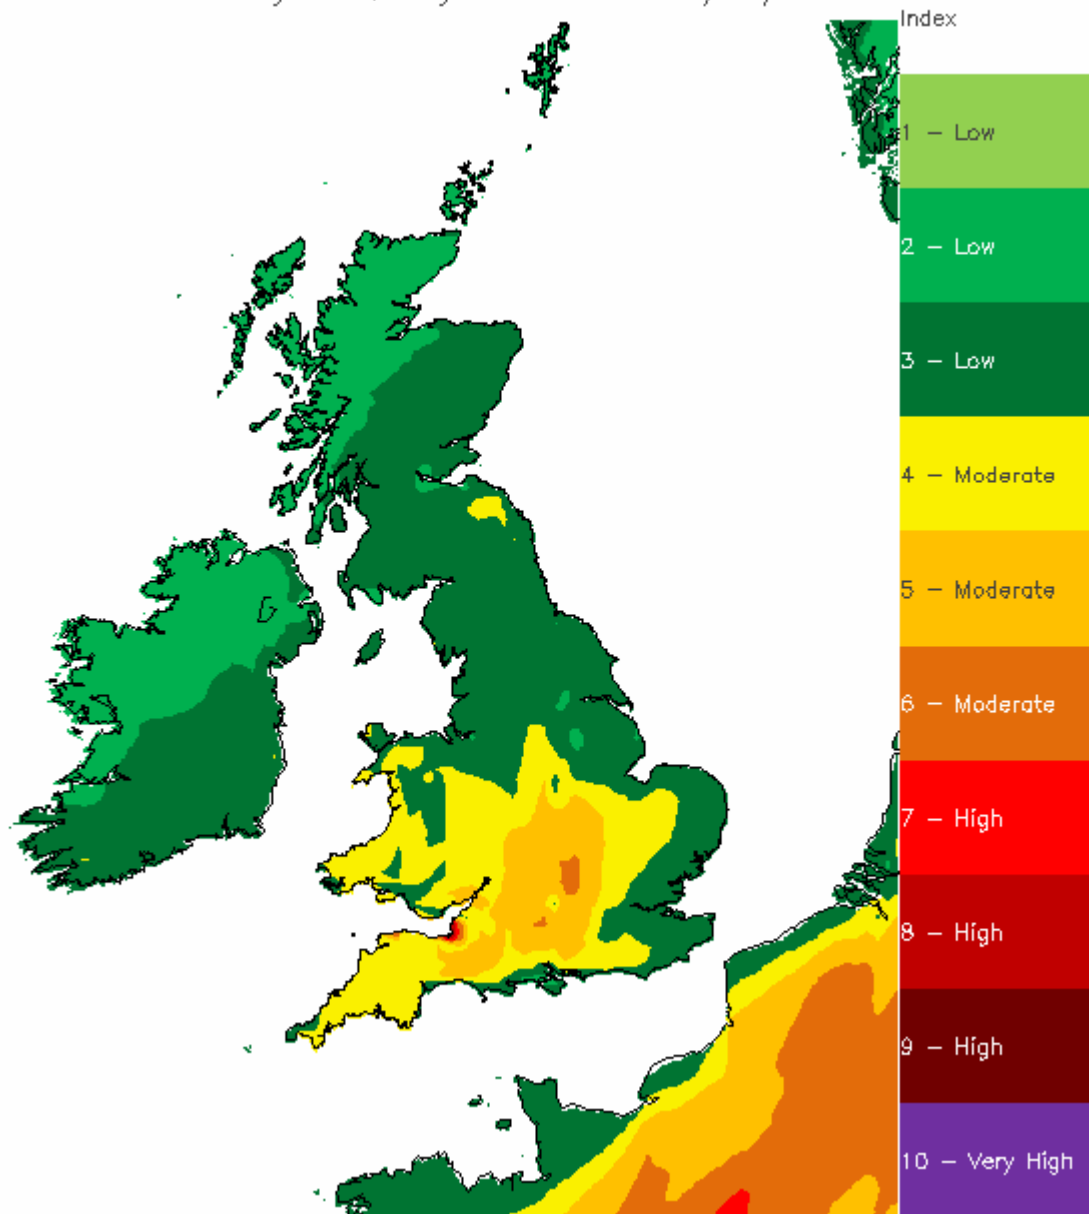 Index
1 – Low
2 – Low
3 – Low
4 – Moderate
5 – Moderate
6 – Moderate
7 – High
8 – High
9 – High
10 – Very High